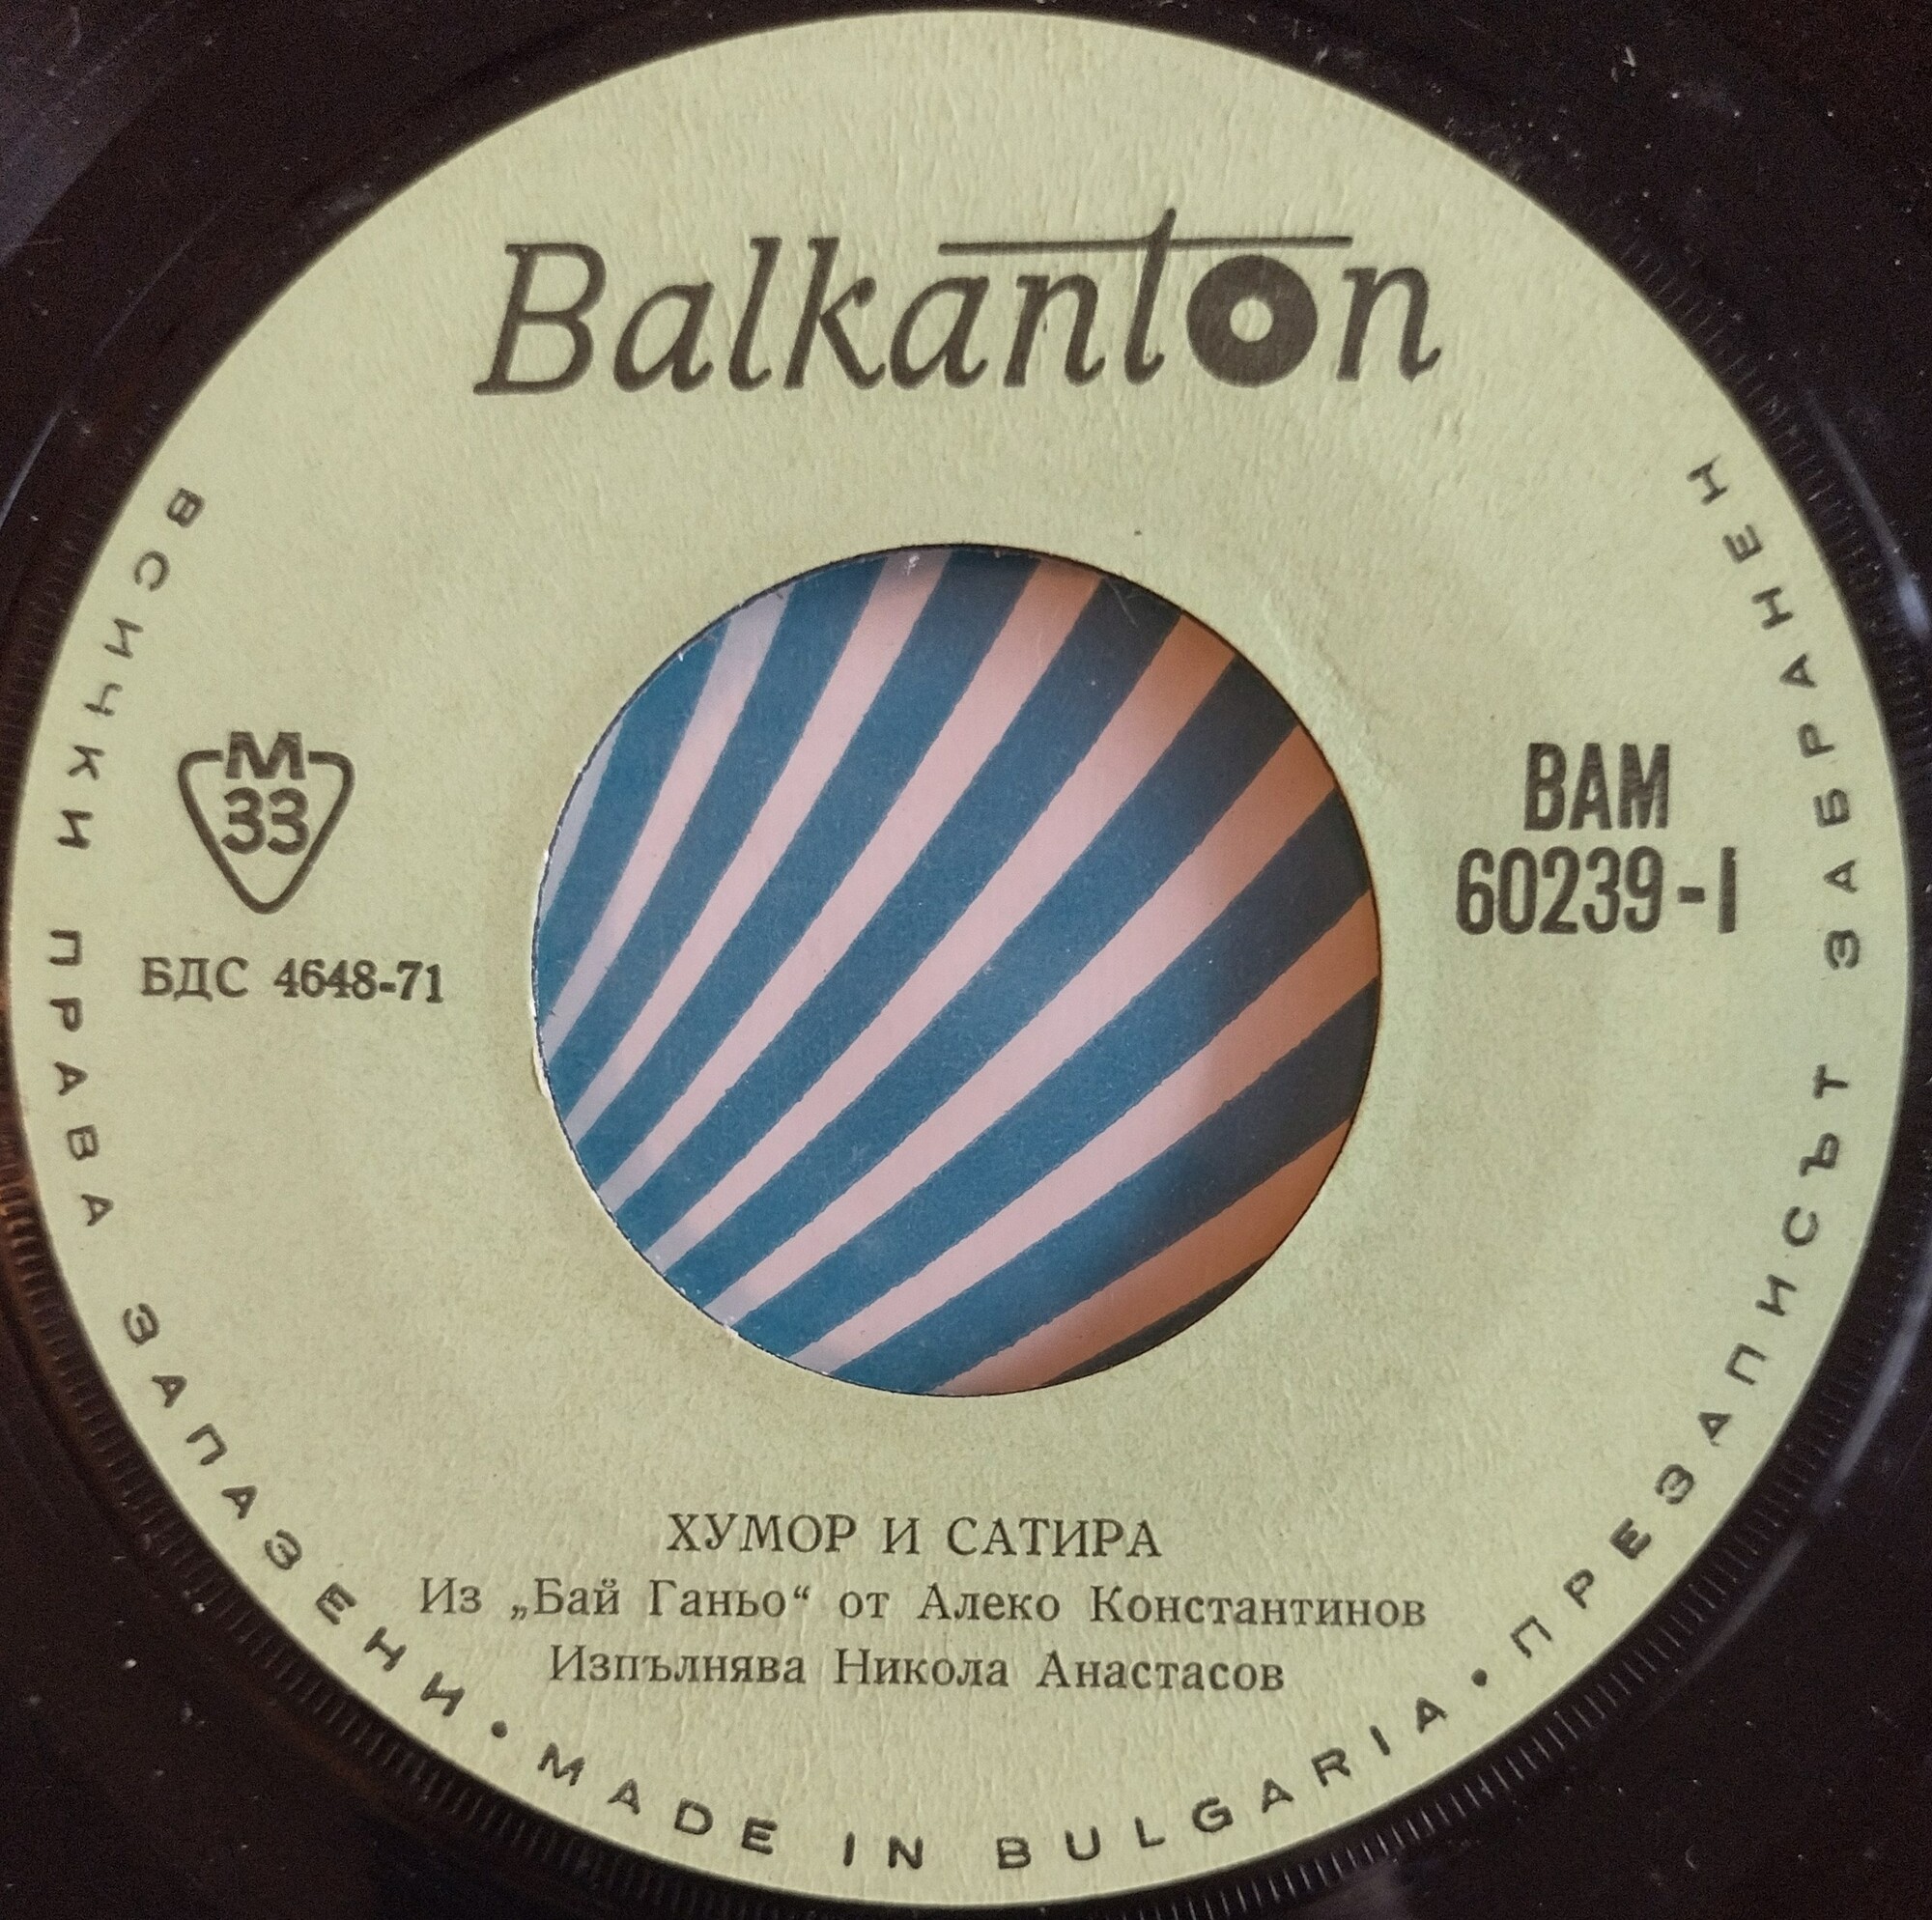 Balkanton
М
33
БДС 4648-71
ВАМ
60239-I
ХУМОР И САТИРА
Из „Бай Ганьо“ от Алеко Константинов
Изпълнява Никола Анастасов
ВСИЧКИ ПРАВА ЗАПАЗЕНИ • MADE IN BULGARIA • ПРЕЗАПИСЪТ ЗАБРАНЕН